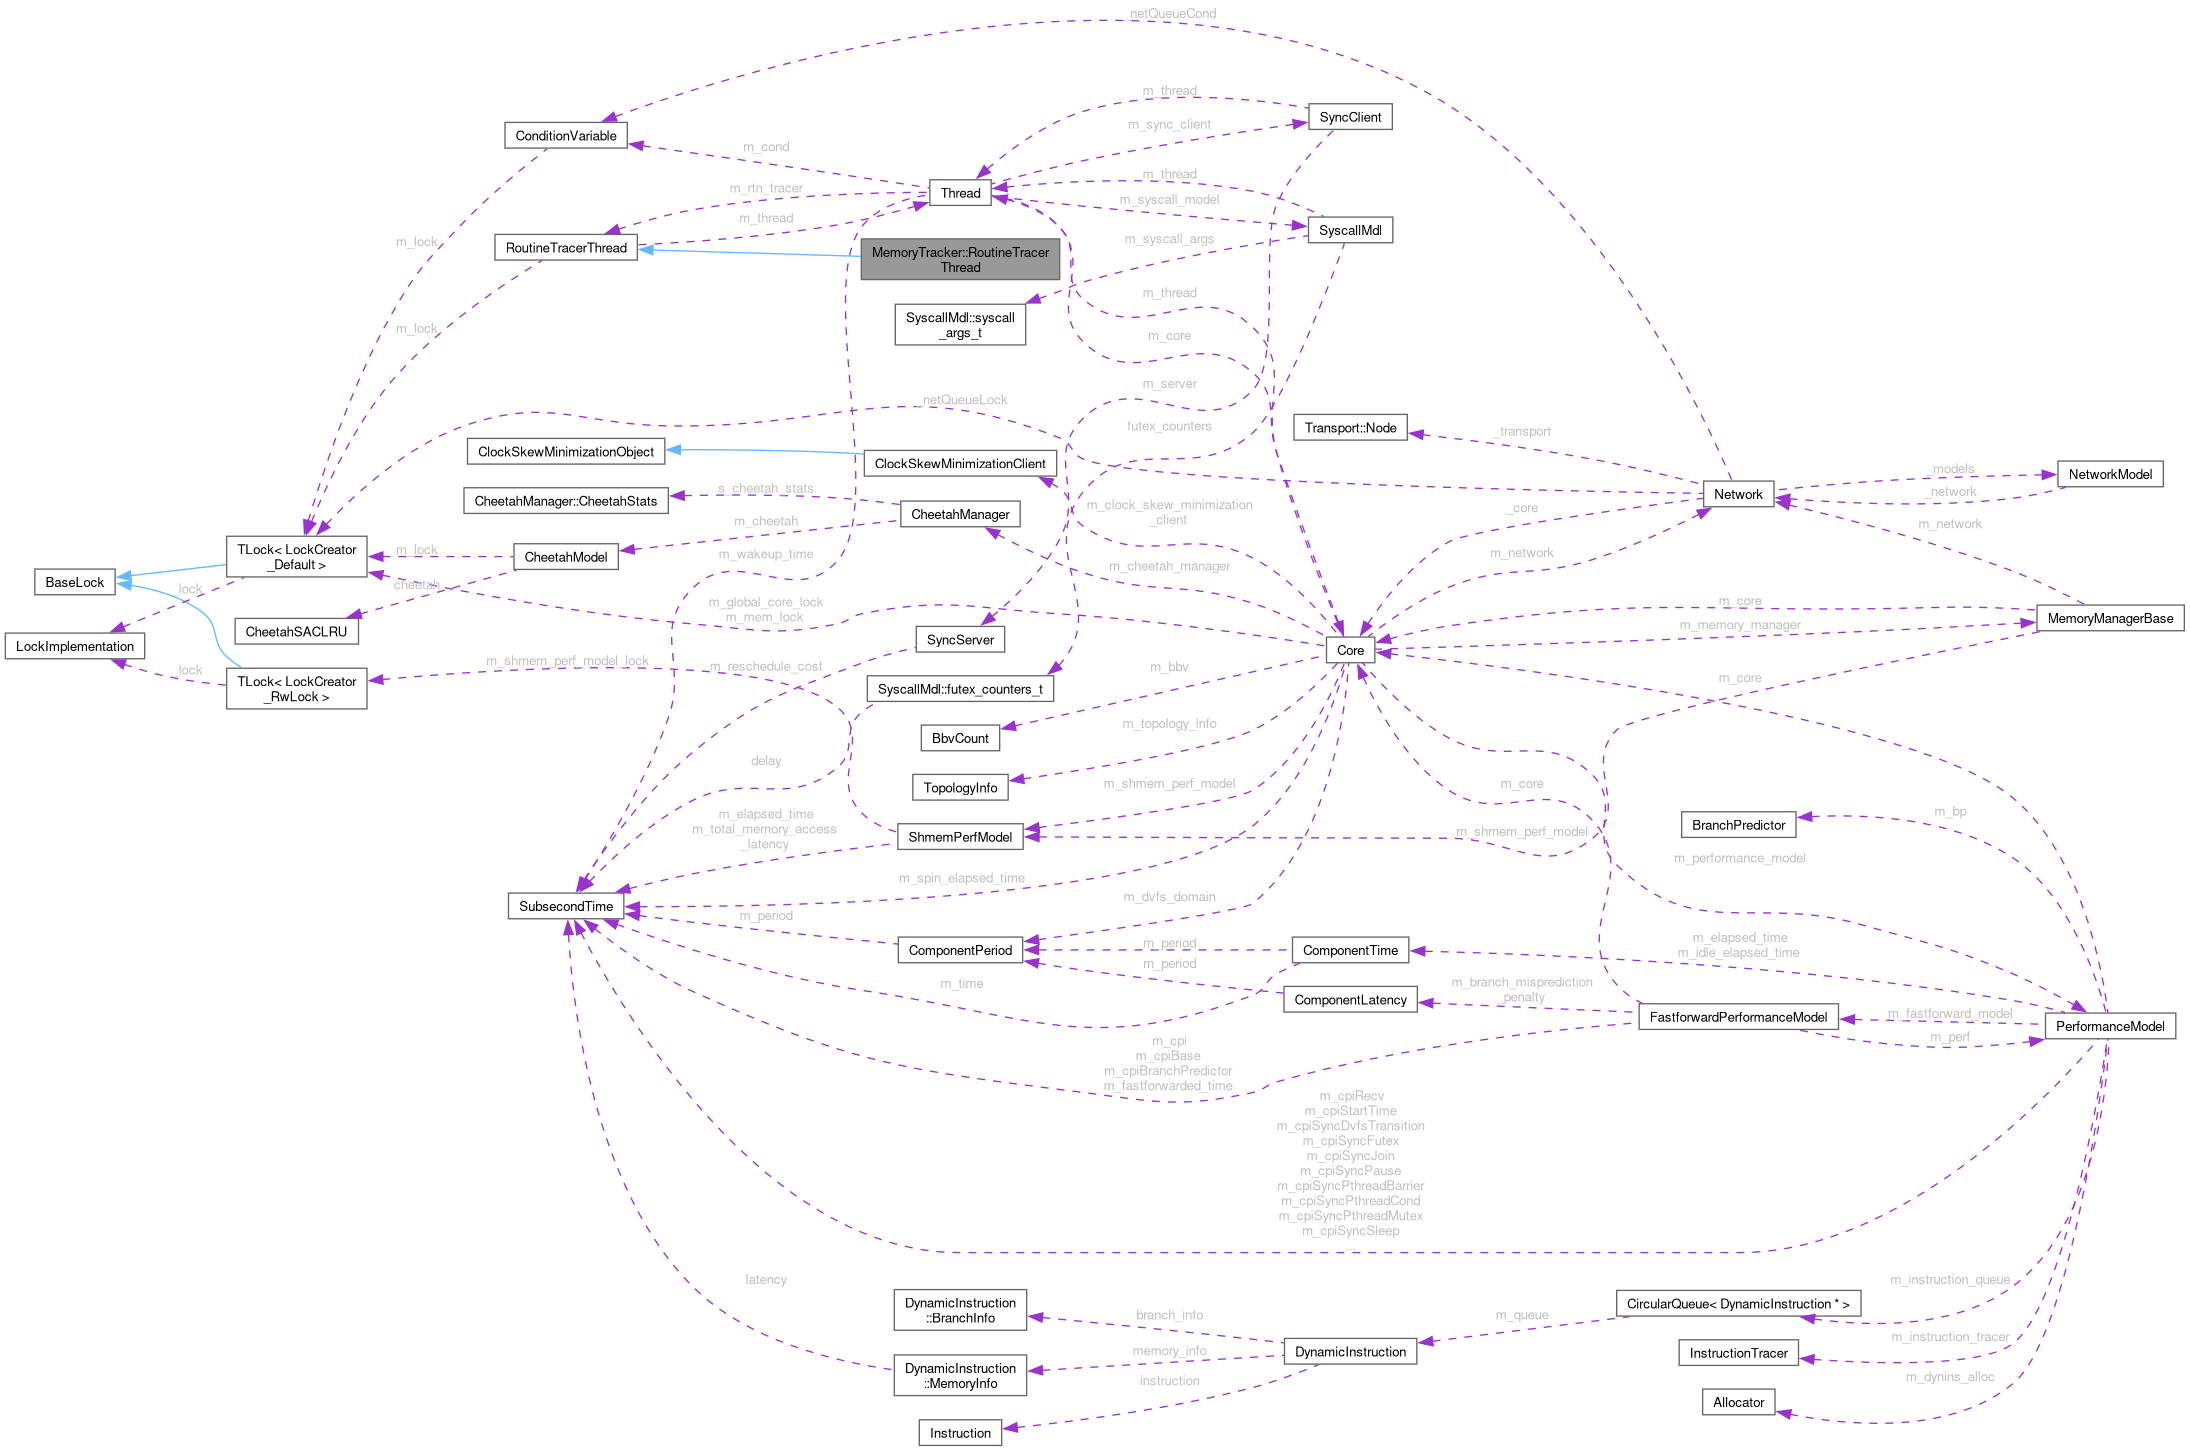 netQueueCond
m_thread
SyncClient
ConditionVariable
m_sync_client
m_cond
m_thread
m_rtn_tracer
Thread
m_syscall_model
m_thread
SyscallMdl
m_lock
RoutineTracerThread
m_syscall_args
MemoryTracker::RoutineTracer
Thread
m_thread
SyscallMdl::syscall
_args_t
m_lock
m_core
m_server
netQueueLock
futex_counters
Transport::Node
_transport
ClockSkewMinimizationObject
ClockSkewMinimizationClient
_models
NetworkModel
s_cheetah_stats
Network
_network
CheetahManager::CheetahStats
m_clock_skew_minimization
_client
_core
CheetahManager
m_cheetah
m_network
TLock< LockCreator
_Default >
m_lock
CheetahModel
m_wakeup_time
m_network
m_cheetah_manager
BaseLock
lock
cheetah
m_global_core_lock
m_mem_lock
m_core
MemoryManagerBase
CheetahSACLRU
SyncServer
m_memory_manager
LockImplementation
Core
m_shmem_perf_model_lock
m_reschedule_cost
m_bbv
lock
TLock< LockCreator
_RwLock >
SyscallMdl::futex_counters_t
m_core
m_topology_info
BbvCount
delay
TopologyInfo
m_shmem_perf_model
m_core
m_elapsed_time
m_total_memory_access
_latency
ShmemPerfModel
m_shmem_perf_model
BranchPredictor
m_bp
m_performance_model
m_spin_elapsed_time
m_dvfs_domain
SubsecondTime
m_period
ComponentPeriod
m_period
ComponentTime
m_elapsed_time
m_idle_elapsed_time
m_period
m_time
ComponentLatency
m_branch_misprediction
_penalty
FastforwardPerformanceModel
m_fastforward_model
PerformanceModel
m_perf
m_cpi
m_cpiBase
m_cpiBranchPredictor
m_fastforwarded_time
m_cpiRecv
m_cpiStartTime
m_cpiSyncDvfsTransition
m_cpiSyncFutex
m_cpiSyncJoin
m_cpiSyncPause
m_cpiSyncPthreadBarrier
m_cpiSyncPthreadCond
m_cpiSyncPthreadMutex
m_cpiSyncSleep
...
latency
DynamicInstruction
::BranchInfo
branch_info
m_queue
CircularQueue< DynamicInstruction * >
m_instruction_queue
DynamicInstruction
::MemoryInfo
memory_info
DynamicInstruction
InstructionTracer
m_instruction_tracer
instruction
m_dynins_alloc
Allocator
Instruction